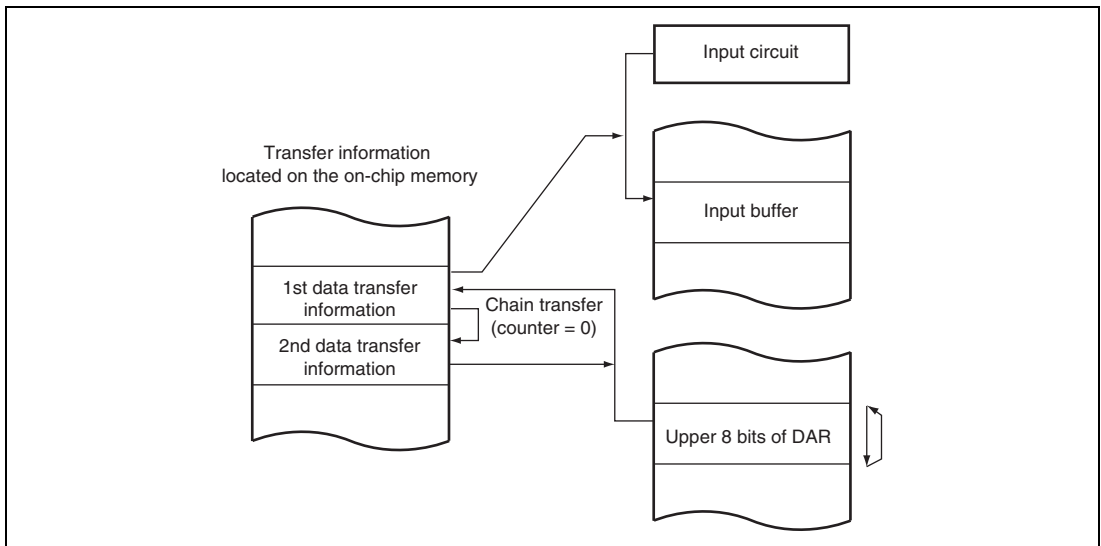 Input circuit
Transfer information
located on the on-chip memory
Input buffer
1st data transfer
information
Chain transfer
(counter = 0)
2nd data transfer
information
Upper 8 bits of DAR